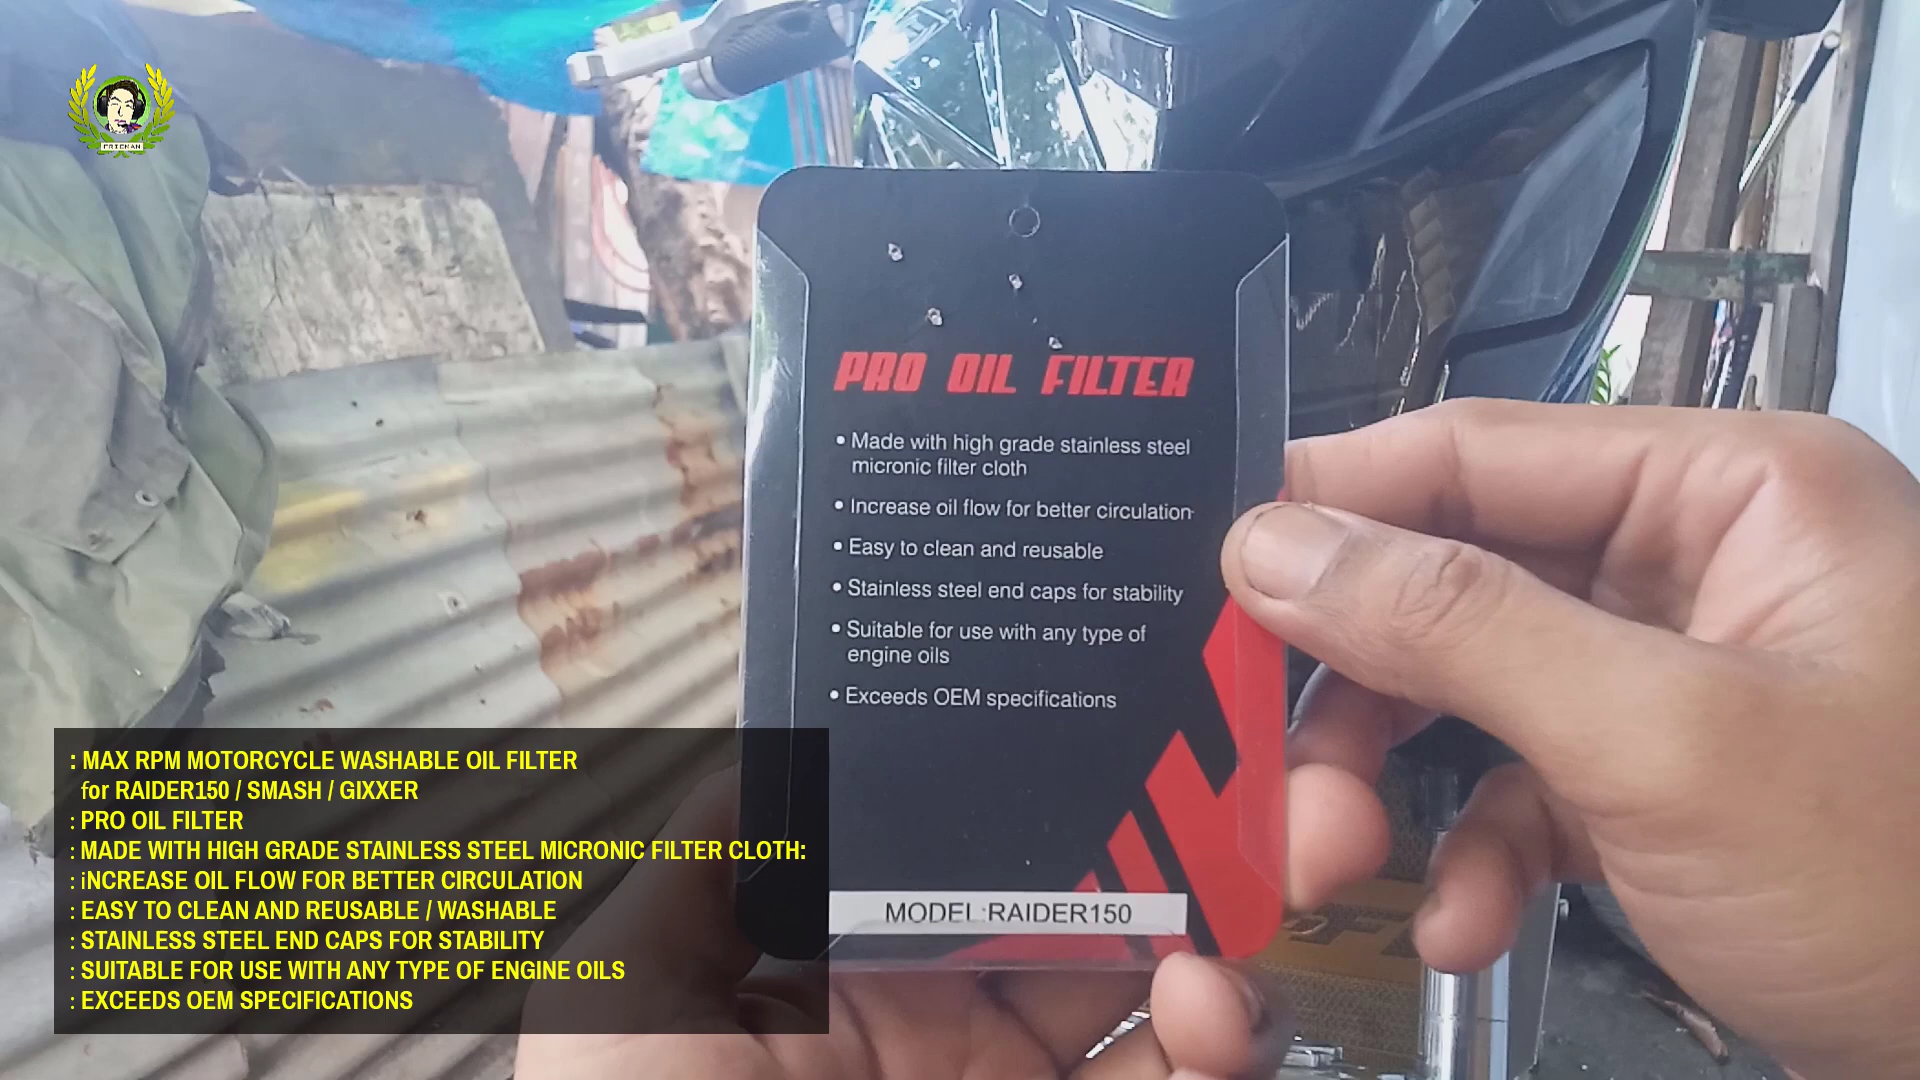 PRICMAN
PRO OIL FILTER
• Made with high grade stainless steel
micronic filter cloth
• Increase oil flow for better circulation
• Easy to clean and reusable
• Stainless steel end caps for stability
• Suitable for use with any type of
engine oils
• Exceeds OEM specifications
MODEL:RAIDER150
: MAX RPM MOTORCYCLE WASHABLE OIL FILTER
for RAIDER150 / SMASH / GIXXER
: PRO OIL FILTER
: MADE WITH HIGH GRADE STAINLESS STEEL MICRONIC FILTER CLOTH:
: iNCREASE OIL FLOW FOR BETTER CIRCULATION
: EASY TO CLEAN AND REUSABLE / WASHABLE
: STAINLESS STEEL END CAPS FOR STABILITY
: SUITABLE FOR USE WITH ANY TYPE OF ENGINE OILS
: EXCEEDS OEM SPECIFICATIONS